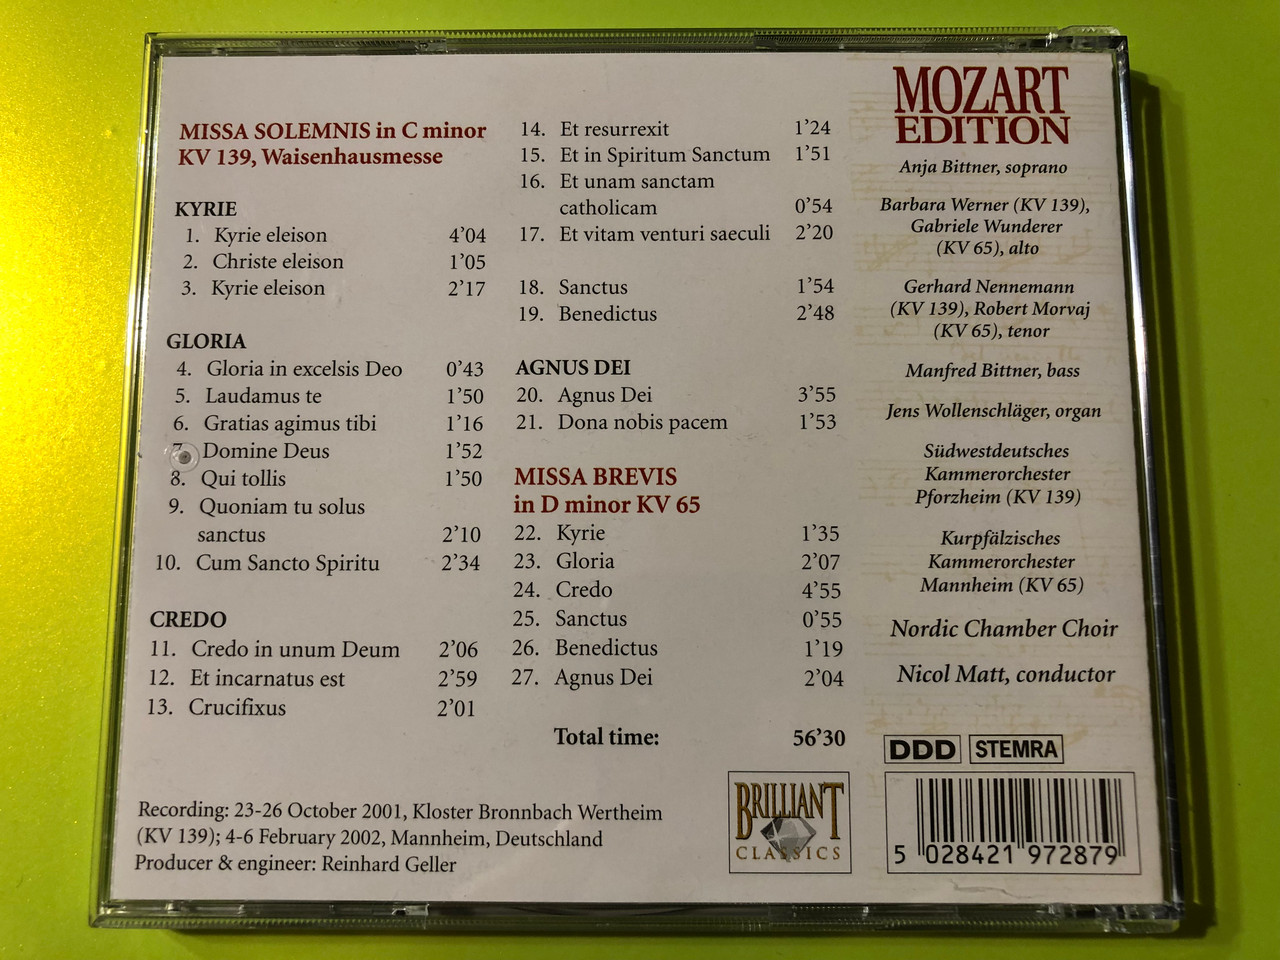 MISSA SOLEMNIS in C minor
KV 139, Waisenhausmesse
KYRIE
1. Kyrie eleison 4’04
2. Christe eleison 1’05
3. Kyrie eleison 2’17
GLORIA
4. Gloria in excelsis Deo 0’43
5. Laudamus te 1’50
6. Gratias agimus tibi 1’16
7. Domine Deus 1’52
8. Qui tollis 1’50
9. Quoniam tu solus
sanctus 2’10
10. Cum Sancto Spiritu 2’34
CREDO
11. Credo in unum Deum 2’06
12. Et incarnatus est 2’59
13. Crucifixus 2’01
14. Et resurrexit 1’24
15. Et in Spiritum Sanctum 1’51
16. Et unam sanctam
catholicam 0’54
17. Et vitam venturi saeculi 2’20
18. Sanctus 1’54
19. Benedictus 2’48
AGNUS DEI
20. Agnus Dei 3’55
21. Dona nobis pacem 1’53
MISSA BREVIS
in D minor KV 65
22. Kyrie 1’35
23. Gloria 2’07
24. Credo 4’55
25. Sanctus 0’55
26. Benedictus 1’19
27. Agnus Dei 2’04
Total time: 56’30
Recording: 23-26 October 2001, Kloster Bronnbach Wertheim
(KV 139); 4-6 February 2002, Mannheim, Deutschland
Producer & engineer: Reinhard Geller
BRILLIANT
CLASSICS
MOZART
EDITION
Anja Bittner, soprano
Barbara Werner (KV 139),
Gabriele Wunderer
(KV 65), alto
Gerhard Nennemann
(KV 139), Robert Morvaj
(KV 65), tenor
Manfred Bittner, bass
Jens Wollenschläger, organ
Südwestdeutsches
Kammerorchester
Pforzheim (KV 139)
Kurpfälzisches
Kammerorchester
Mannheim (KV 65)
Nordic Chamber Choir
Nicol Matt, conductor
DDD STEMRA
5 028421 972879